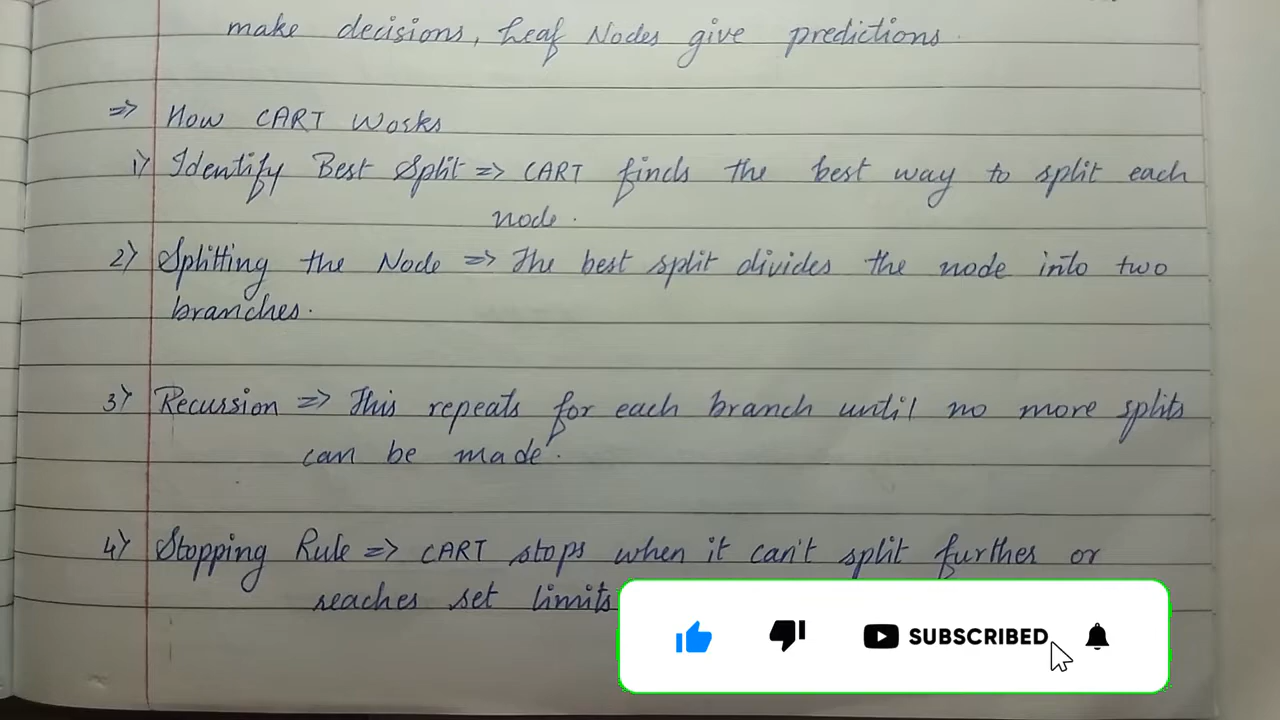 make decisions, Leaf Nodes give predictions.
=> How CART Works
1) Identify Best Split => CART finds the best way to split each
node.
2) Splitting the Node => The best split divides the node into two
branches.
3) Recursion => This repeats for each branch until no more splits
can be made.
4) Stopping Rule => CART stops when it can't split further or
reaches set limits
SUBSCRIBED